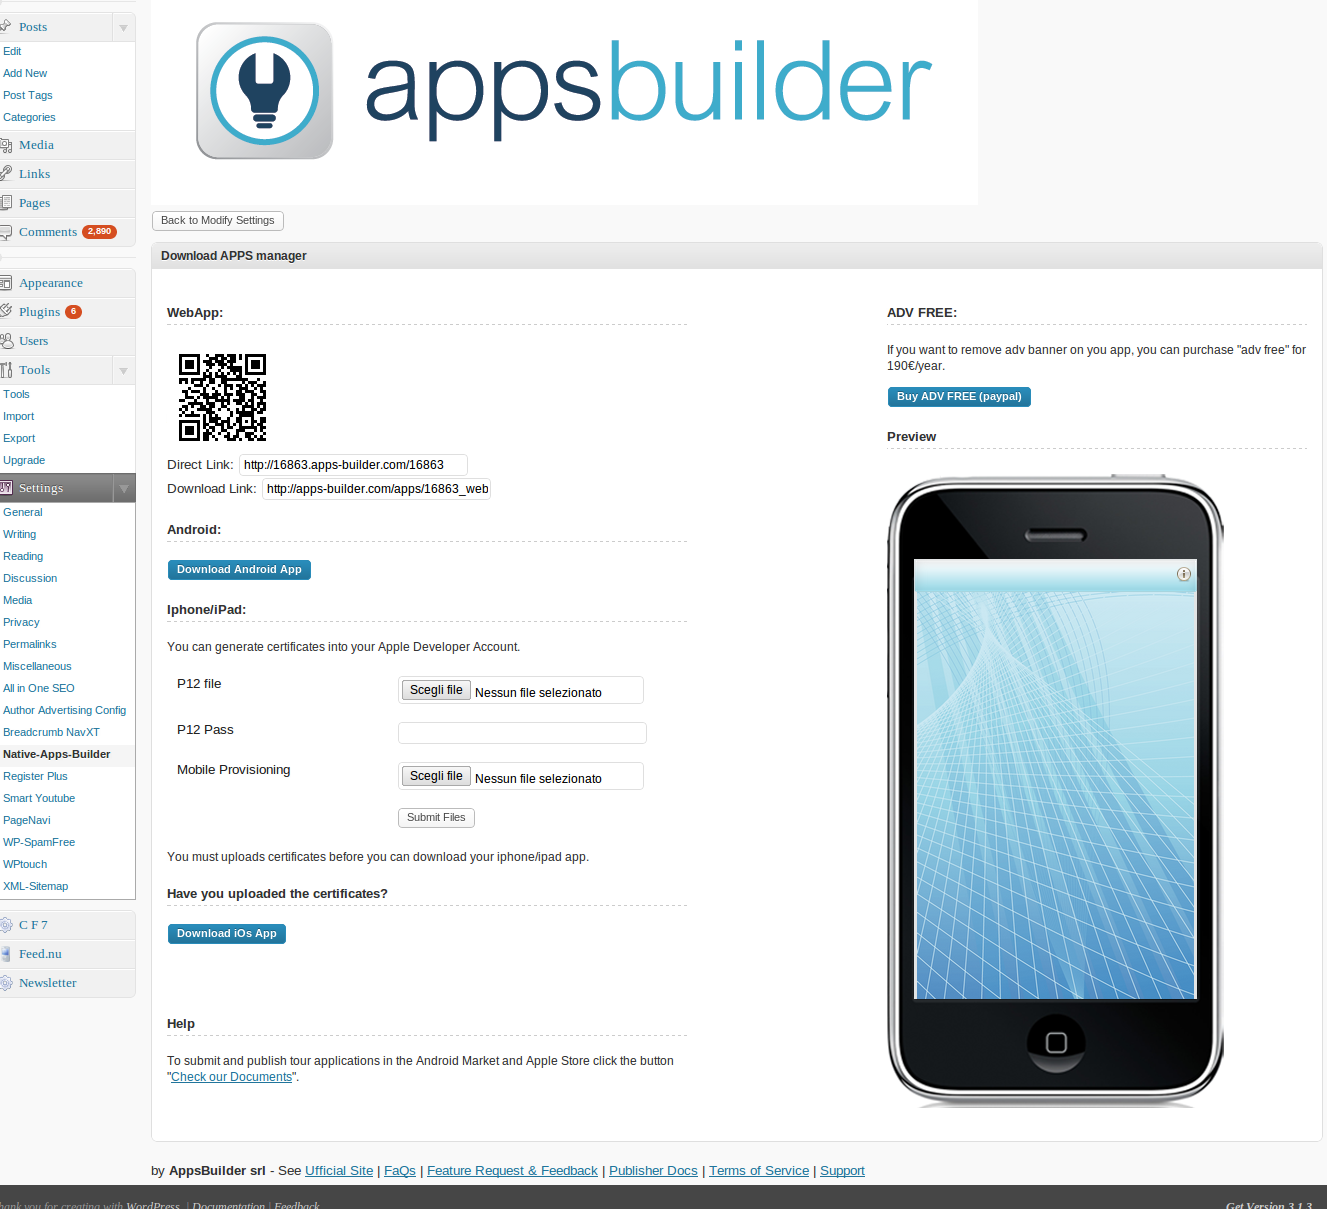 Posts
Edit
Add New
Post Tags
Categories
Media
Links
Pages
Comments 2,890
Appearance
Plugins 6
Users
Tools
Tools
Import
Export
Upgrade
Settings
General
Writing
Reading
Discussion
Media
Privacy
Permalinks
Miscellaneous
All in One SEO
Author Advertising Config
Breadcrumb NavXT
Native-Apps-Builder
Register Plus
Smart Youtube
PageNavi
WP-SpamFree
WPtouch
XML-Sitemap
C F 7
Feed.nu
Newsletter
appsbuilder
Back to Modify Settings
Download APPS manager
WebApp:
Direct Link: http://16863.apps-builder.com/16863
Download Link: http://apps-builder.com/apps/16863_web
Android:
Download Android App
Iphone/iPad:
You can generate certificates into your Apple Developer Account.
P12 file Scegli file Nessun file selezionato
P12 Pass
Mobile Provisioning Scegli file Nessun file selezionato
Submit Files
You must uploads certificates before you can download your iphone/ipad app.
Have you uploaded the certificates?
Download iOs App
Help
To submit and publish tour applications in the Android Market and Apple Store click the button
"Check our Documents".
ADV FREE:
If you want to remove adv banner on you app, you can purchase "adv free" for
190€/year.
Buy ADV FREE (paypal)
Preview
by AppsBuilder srl - See Ufficial Site | FaQs | Feature Request & Feedback | Publisher Docs | Terms of Service | Support
hank you for creating with WordPress. | Documentation | Feedback
Get Version 3.1.3